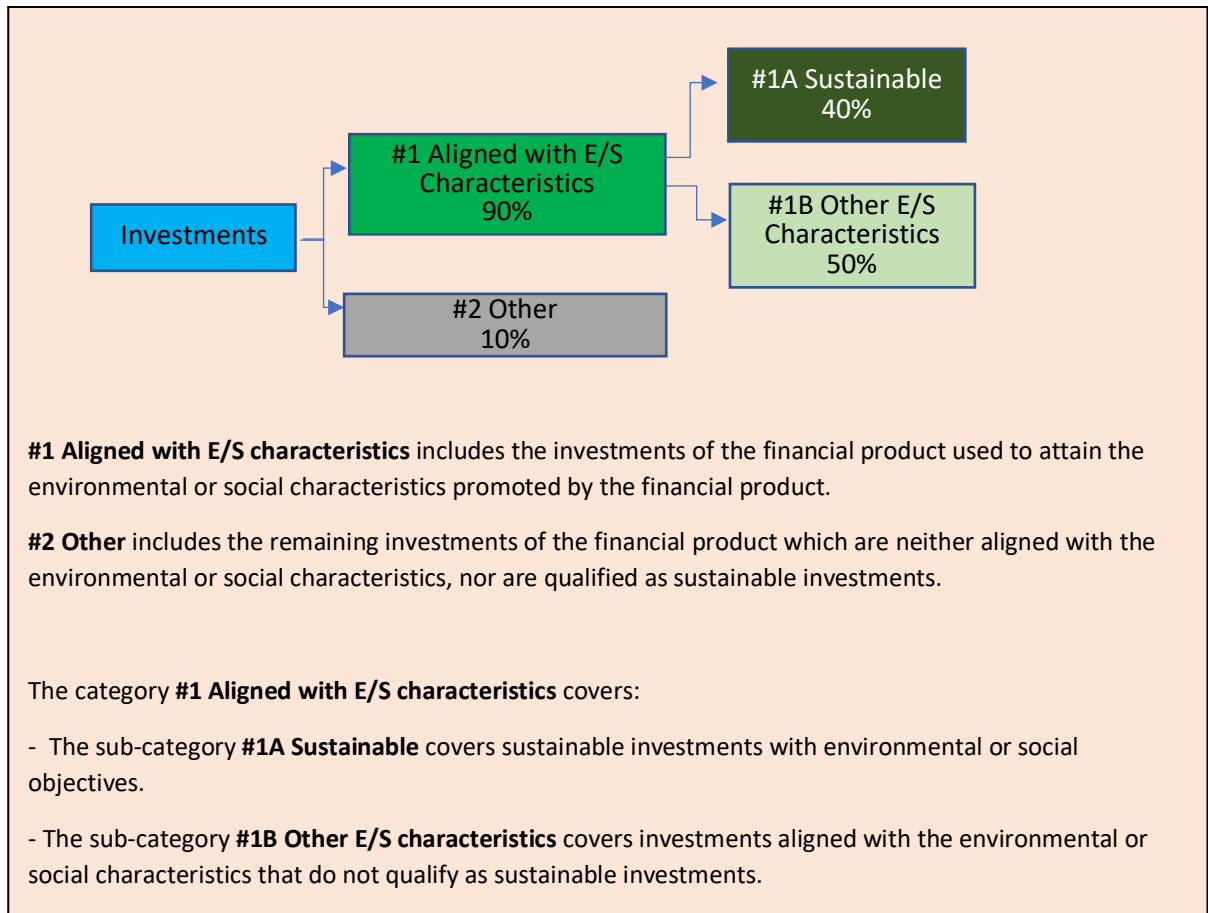 #1A Sustainable
40%
#1 Aligned with E/S
Characteristics
90%
#1B Other E/S
Characteristics
50%
Investments
#2 Other
10%
#1 Aligned with E/S characteristics includes the investments of the financial product used to attain the
environmental or social characteristics promoted by the financial product.
#2 Other includes the remaining investments of the financial product which are neither aligned with the
environmental or social characteristics, nor are qualified as sustainable investments.
The category #1 Aligned with E/S characteristics covers:
- The sub-category #1A Sustainable covers sustainable investments with environmental or social
objectives.
- The sub-category #1B Other E/S characteristics covers investments aligned with the environmental or
social characteristics that do not qualify as sustainable investments.